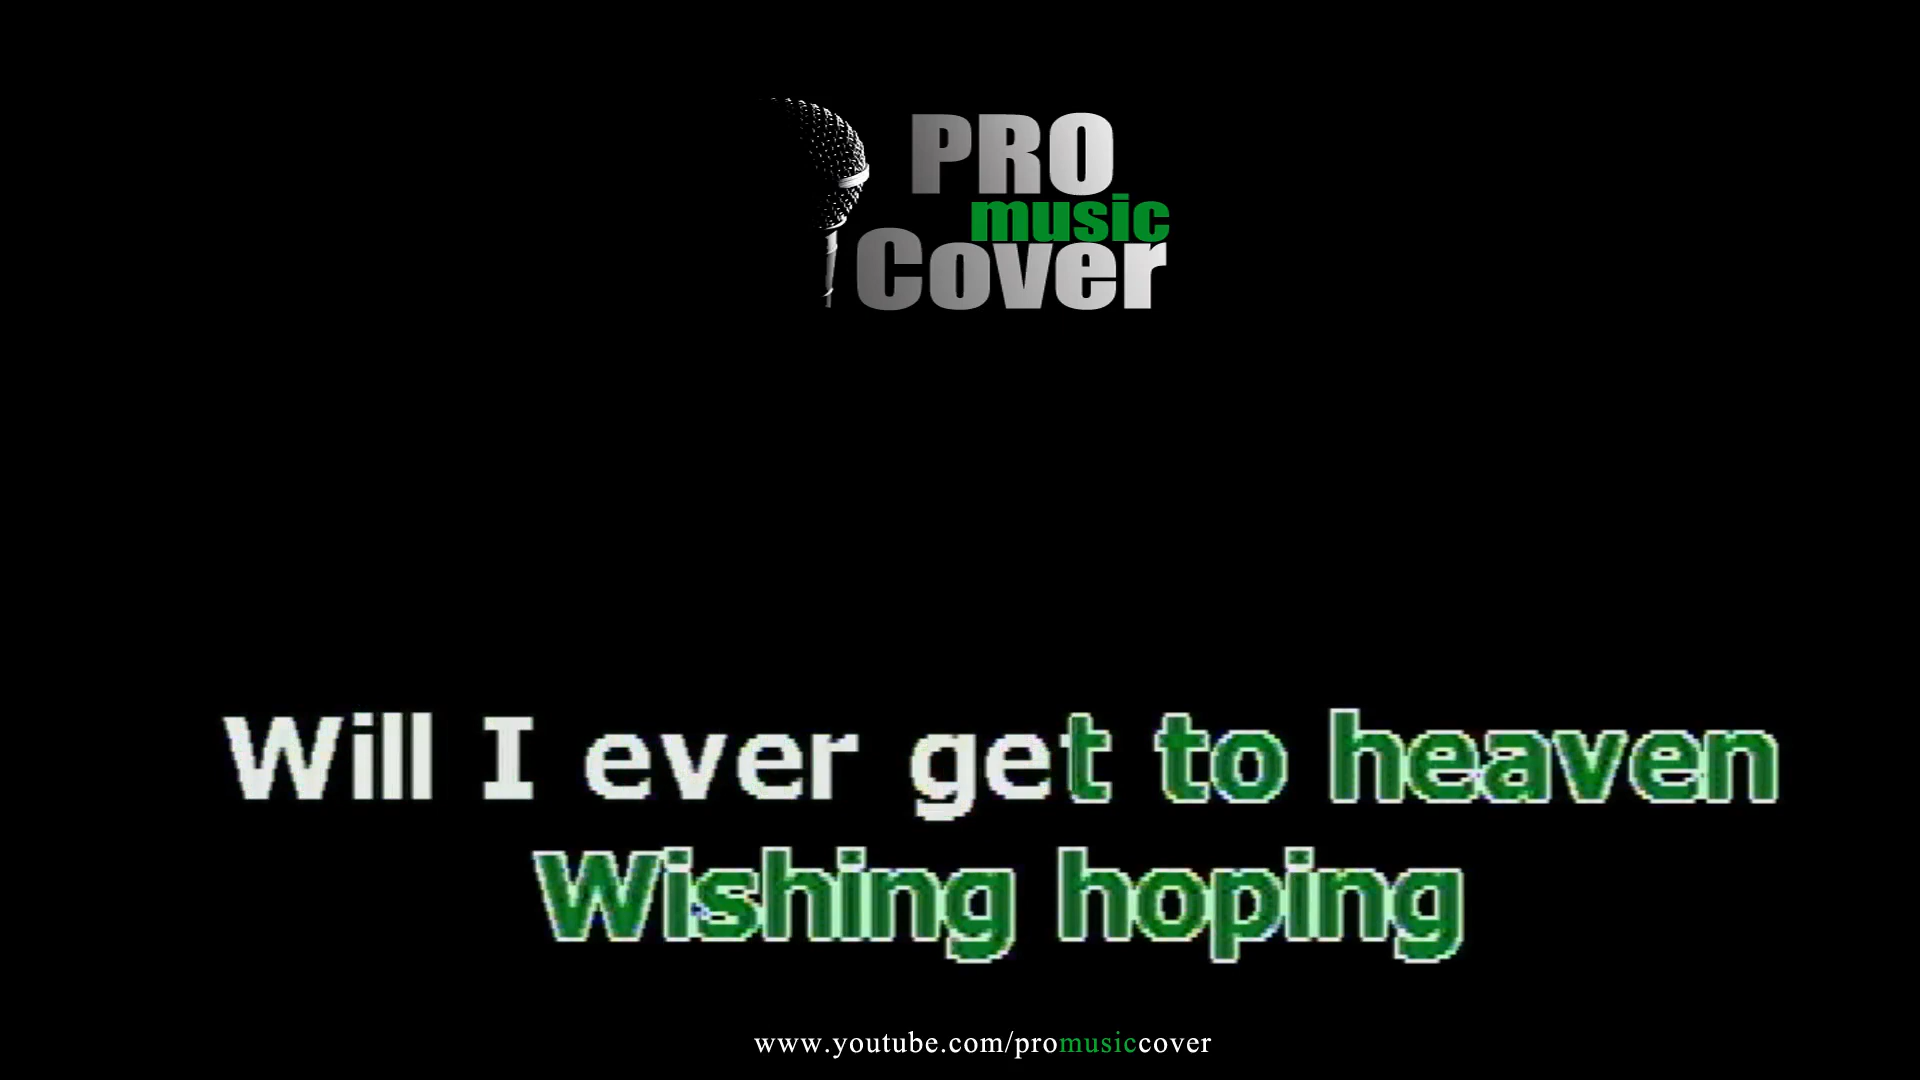 PRO
music
Cover
Will I ever get to heaven
Wishing hoping
www.youtube.com/promusiccover